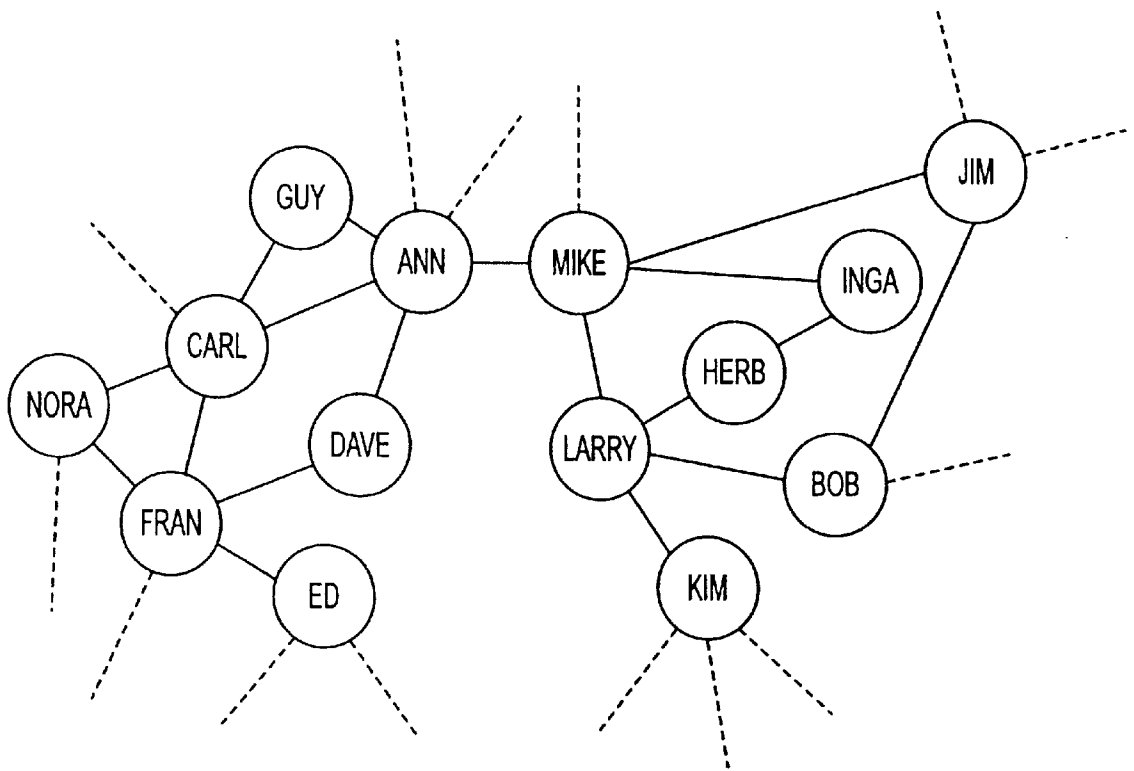 JIM
GUY
ANN
MIKE
INGA
CARL
HERB
NORA
DAVE
LARRY
BOB
FRAN
ED
KIM